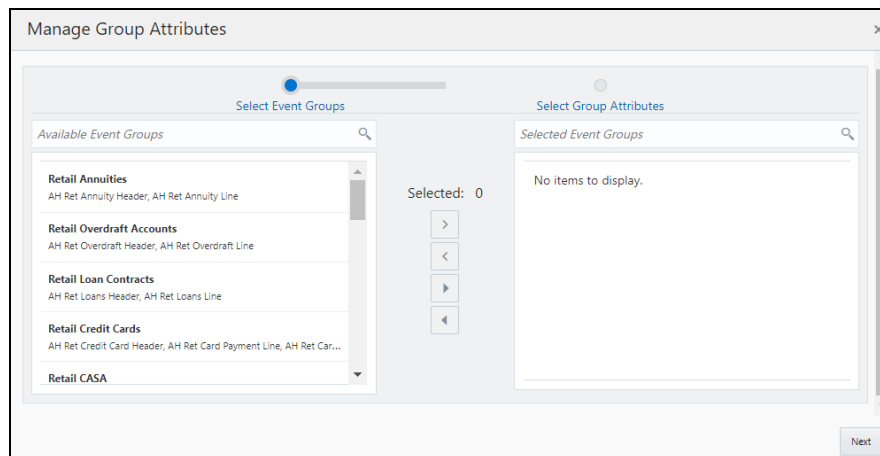 Manage Group Attributes
Select Event Groups
Select Group Attributes
Available Event Groups
Selected Event Groups
Retail Annuities
AH Ret Annuity Header, AH Ret Annuity Line
Retail Overdraft Accounts
AH Ret Overdraft Header, AH Ret Overdraft Line
Retail Loan Contracts
AH Ret Loans Header, AH Ret Loans Line
Retail Credit Cards
AH Ret Credit Card Header, AH Ret Card Payment Line, AH Ret Car...
Retail CASA
Selected: 0
No items to display.
Next